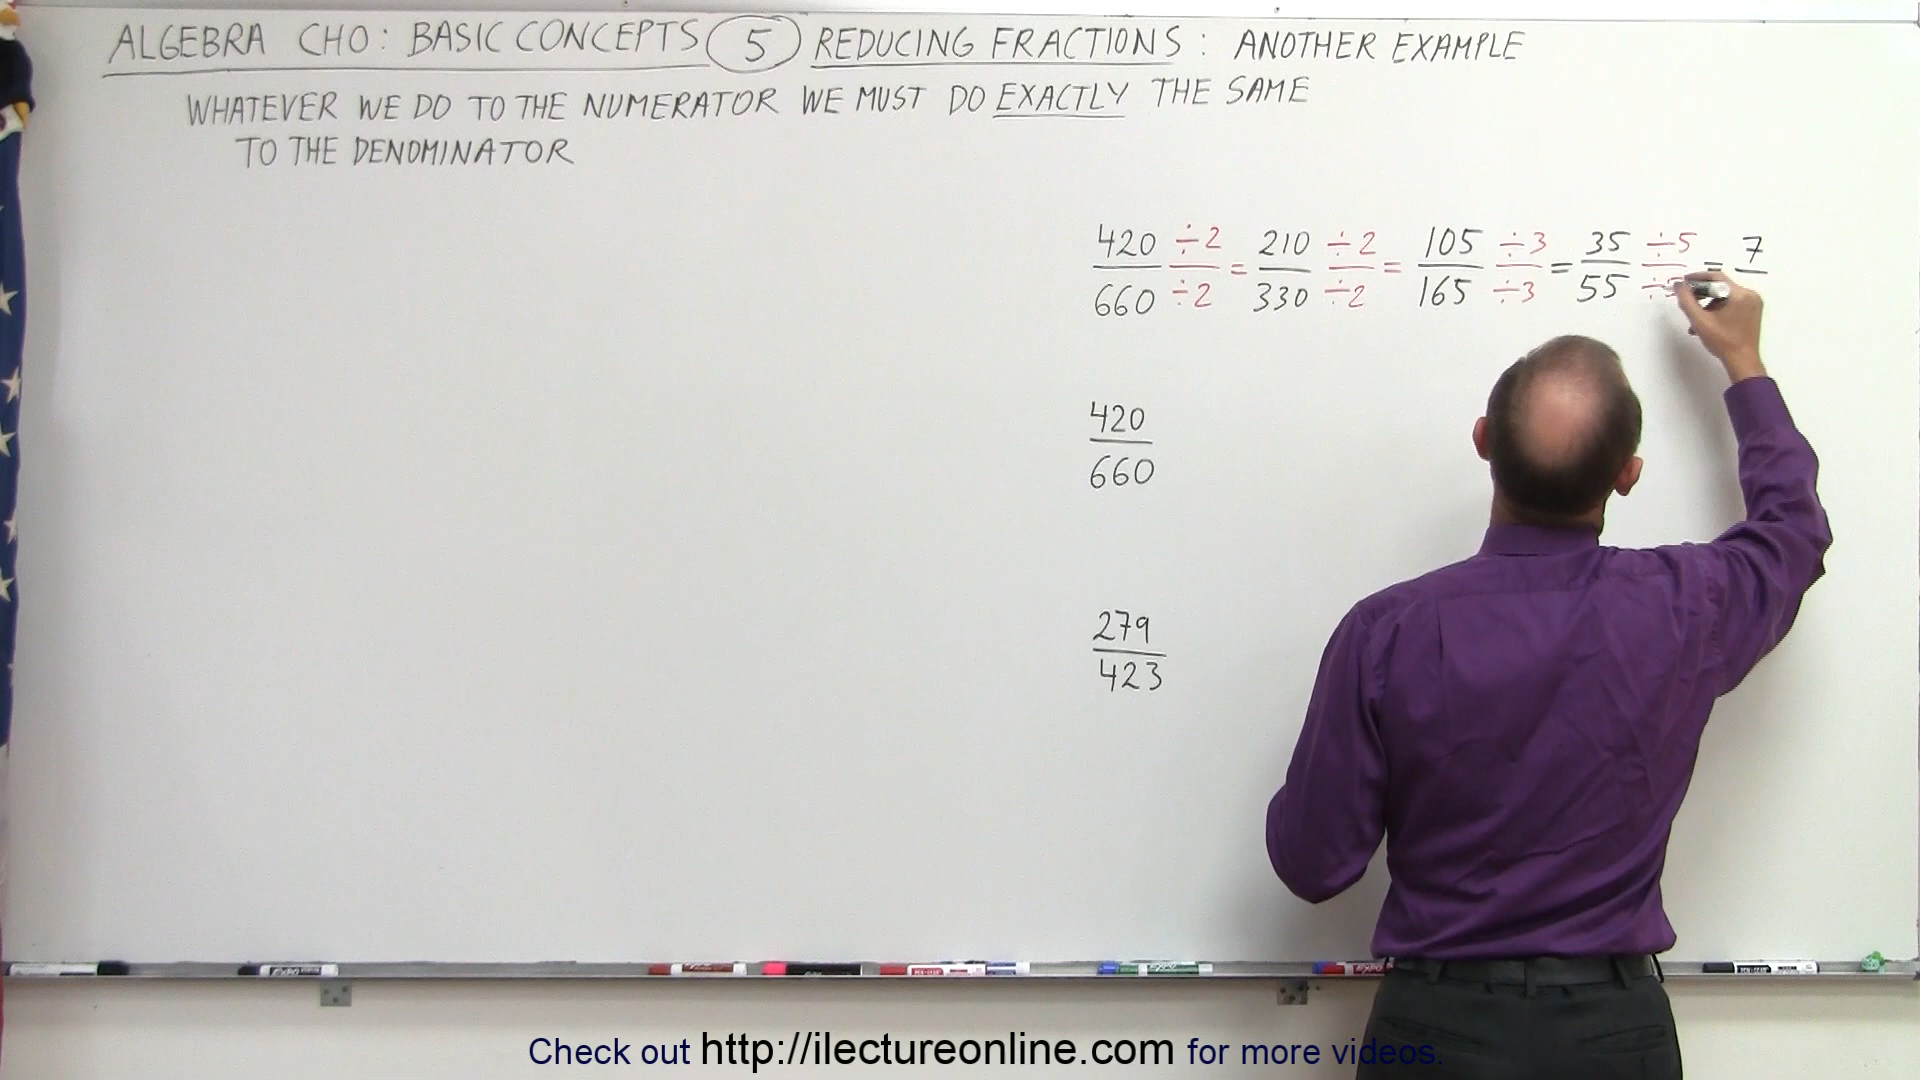 ALGEBRA CH0: BASIC CONCEPTS 5 REDUCING FRACTIONS: ANOTHER EXAMPLE
WHATEVER WE DO TO THE NUMERATOR WE MUST DO EXACTLY THE SAME
TO THE DENOMINATOR
420 ÷2 210 ÷2 105 ÷3 35 ÷5 7
= = = =
660 ÷2 330 ÷2 165 ÷3 55 ÷5
420
660
279
423
Check out http://ilectureonline.com for more videos.